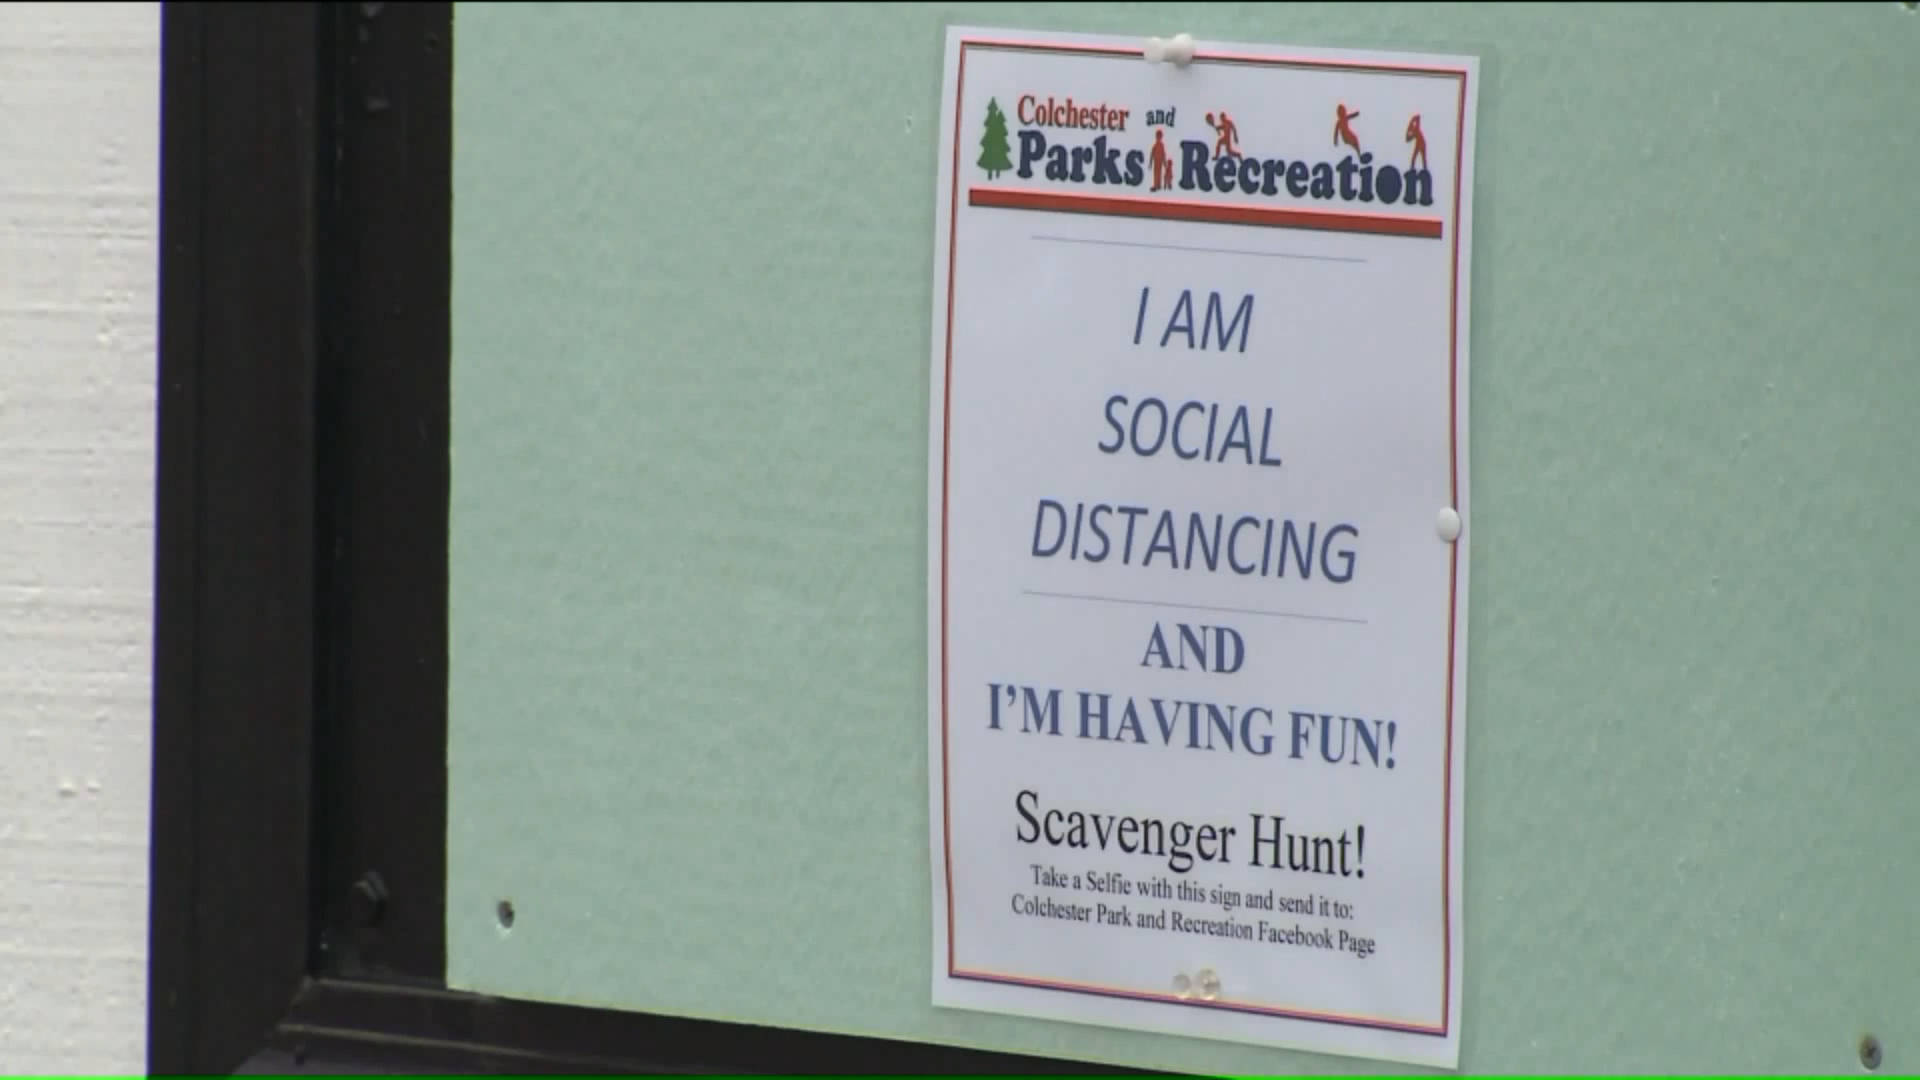 Colchester and
Parks Recreation
I AM
SOCIAL
DISTANCING
AND
I'M HAVING FUN!
Scavenger Hunt!
Take a Selfie with this sign and send it to:
Colchester Park and Recreation Facebook Page